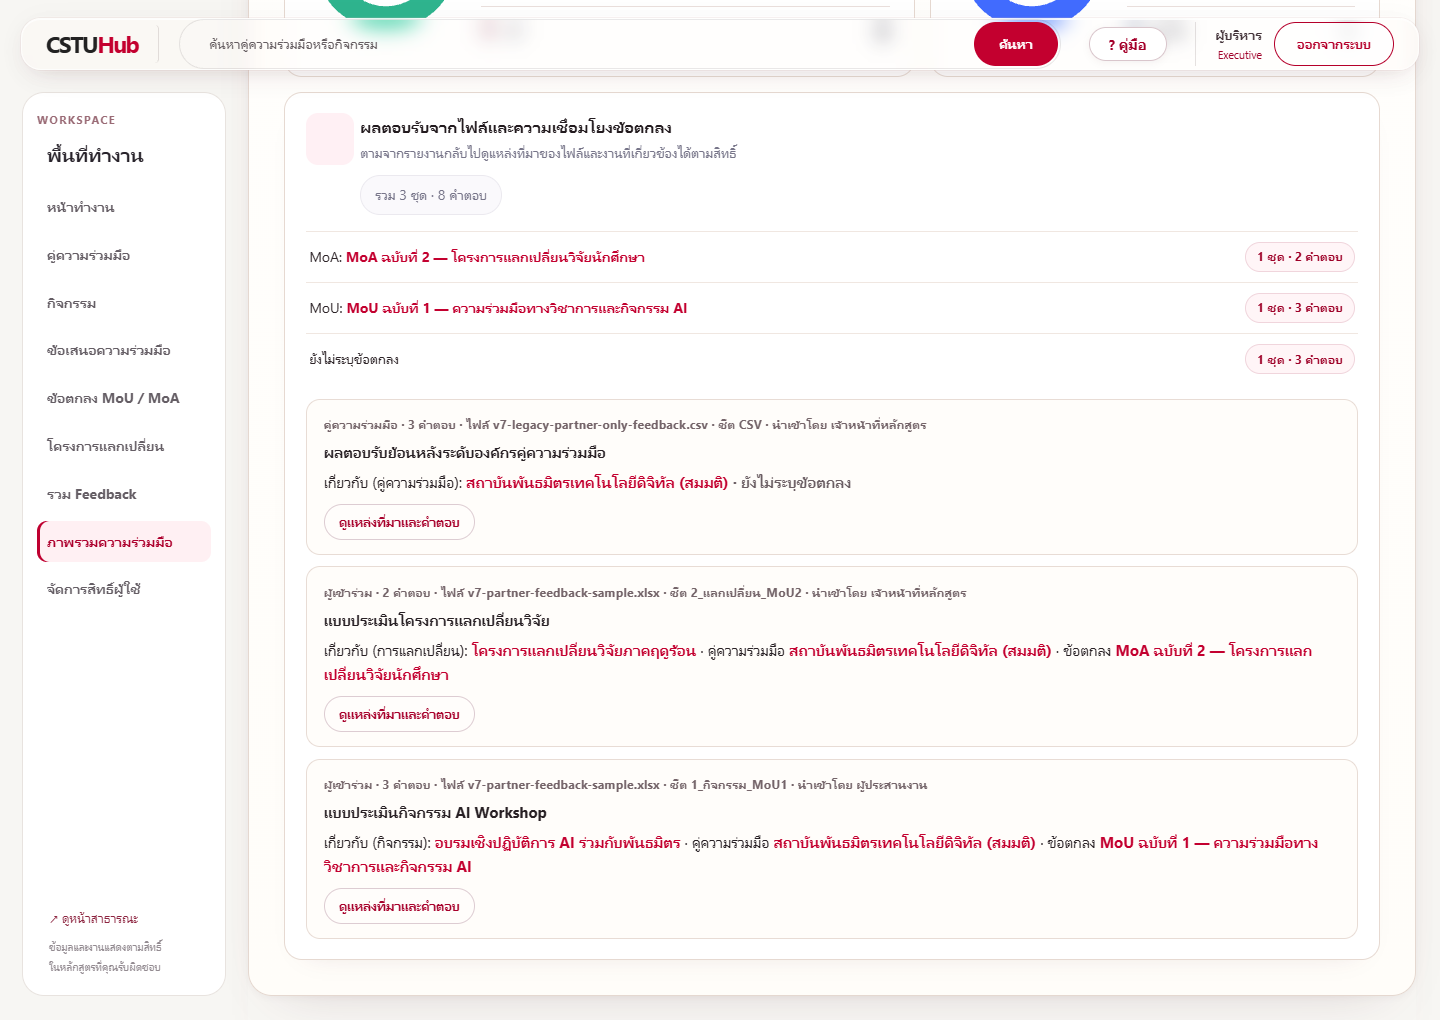 CSTUHub
ค้นหาคู่ความร่วมมือหรือกิจกรรม
ค้นหา
? คู่มือ
ผู้บริหาร
Executive
ออกจากระบบ
WORKSPACE
พื้นที่ทำงาน
หน้าทำงาน
คู่ความร่วมมือ
กิจกรรม
ข้อเสนอความร่วมมือ
ข้อตกลง MoU / MoA
โครงการแลกเปลี่ยน
รวม Feedback
ภาพรวมความร่วมมือ
จัดการสิทธิ์ผู้ใช้
↗ ดูหน้าสาธารณะ
ข้อมูลและงานแสดงตามสิทธิ์
ในหลักสูตรที่คุณรับผิดชอบ
ผลตอบรับจากไฟล์และความเชื่อมโยงข้อตกลง
ตามจากรายงานกลับไปดูแหล่งที่มาของไฟล์และงานที่เกี่ยวข้องได้ตามสิทธิ์
รวม 3 ชุด · 8 คำตอบ
MoA: MoA ฉบับที่ 2 — โครงการแลกเปลี่ยนวิจัยนักศึกษา
1 ชุด · 2 คำตอบ
MoU: MoU ฉบับที่ 1 — ความร่วมมือทางวิชาการและกิจกรรม AI
1 ชุด · 3 คำตอบ
ยังไม่ระบุข้อตกลง
1 ชุด · 3 คำตอบ
คู่ความร่วมมือ · 3 คำตอบ · ไฟล์ v7-legacy-partner-only-feedback.csv · ชีต CSV · นำเข้าโดย เจ้าหน้าที่หลักสูตร
ผลตอบรับย้อนหลังระดับองค์กรคู่ความร่วมมือ
เกี่ยวกับ (คู่ความร่วมมือ): สถาบันพันธมิตรเทคโนโลยีดิจิทัล (สมมติ) · ยังไม่ระบุข้อตกลง
ดูแหล่งที่มาและคำตอบ
ผู้เข้าร่วม · 2 คำตอบ · ไฟล์ v7-partner-feedback-sample.xlsx · ชีต 2_แลกเปลี่ยน_MoU2 · นำเข้าโดย เจ้าหน้าที่หลักสูตร
แบบประเมินโครงการแลกเปลี่ยนวิจัย
เกี่ยวกับ (การแลกเปลี่ยน): โครงการแลกเปลี่ยนวิจัยภาคฤดูร้อน · คู่ความร่วมมือ สถาบันพันธมิตรเทคโนโลยีดิจิทัล (สมมติ) · ข้อตกลง MoA ฉบับที่ 2 — โครงการแลก
เปลี่ยนวิจัยนักศึกษา
ดูแหล่งที่มาและคำตอบ
ผู้เข้าร่วม · 3 คำตอบ · ไฟล์ v7-partner-feedback-sample.xlsx · ชีต 1_กิจกรรม_MoU1 · นำเข้าโดย ผู้ประสานงาน
แบบประเมินกิจกรรม AI Workshop
เกี่ยวกับ (กิจกรรม): อบรมเชิงปฏิบัติการ AI ร่วมกับพันธมิตร · คู่ความร่วมมือ สถาบันพันธมิตรเทคโนโลยีดิจิทัล (สมมติ) · ข้อตกลง MoU ฉบับที่ 1 — ความร่วมมือทาง
วิชาการและกิจกรรม AI
ดูแหล่งที่มาและคำตอบ